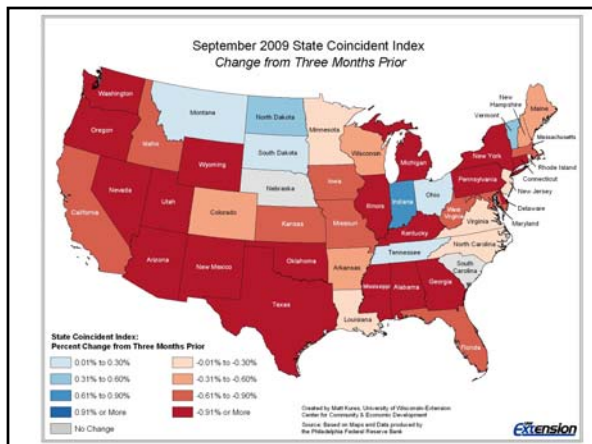 September 2009 State Coincident Index
Change from Three Months Prior
Washington
Oregon
California
Nevada
Idaho
Montana
Wyoming
Utah
Arizona
Colorado
New Mexico
North Dakota
South Dakota
Nebraska
Kansas
Oklahoma
Texas
Minnesota
Iowa
Missouri
Arkansas
Louisiana
Wisconsin
Illinois
Michigan
Indiana
Ohio
Kentucky
Tennessee
Mississippi
Alabama
Georgia
Florida
South
Carolina
North Carolina
Virginia
West
Virginia
Pennsylvania
New York
Vermont
New
Hampshire
Maine
Massachusetts
Rhode Island
Connecticut
New Jersey
Delaware
Maryland
State Coincident Index:
Percent Change from Three Months Prior
0.01% to 0.30%
0.31% to 0.60%
0.61% to 0.90%
0.91% or More
No Change
-0.01% to -0.30%
-0.31% to -0.60%
-0.61% to -0.90%
-0.91% or More
Created by Matt Kures, University of Wisconsin-Extension
Center for Community & Economic Development
Source: Based on Maps and Data produced by
the Philadelphia Federal Reserve Bank
Extension